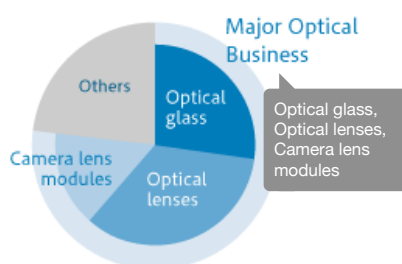 Major Optical
Business
Others
Optical
glass
Optical glass,
Optical lenses,
Camera lens
modules
Camera lens
modules
Optical
lenses